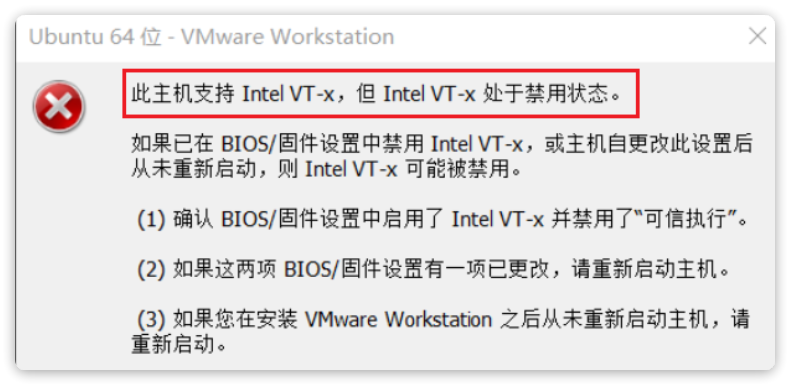 Ubuntu 64 位 - VMware Workstation
此主机支持 Intel VT-x，但 Intel VT-x 处于禁用状态。
如果已在 BIOS/固件设置中禁用 Intel VT-x，或主机自更改此设置后
从未重新启动，则 Intel VT-x 可能被禁用。
(1) 确认 BIOS/固件设置中启用了 Intel VT-x 并禁用了“可信执行”。
(2) 如果这两项 BIOS/固件设置有一项已更改，请重新启动主机。
(3) 如果您在安装 VMware Workstation 之后从未重新启动主机，请
重新启动。